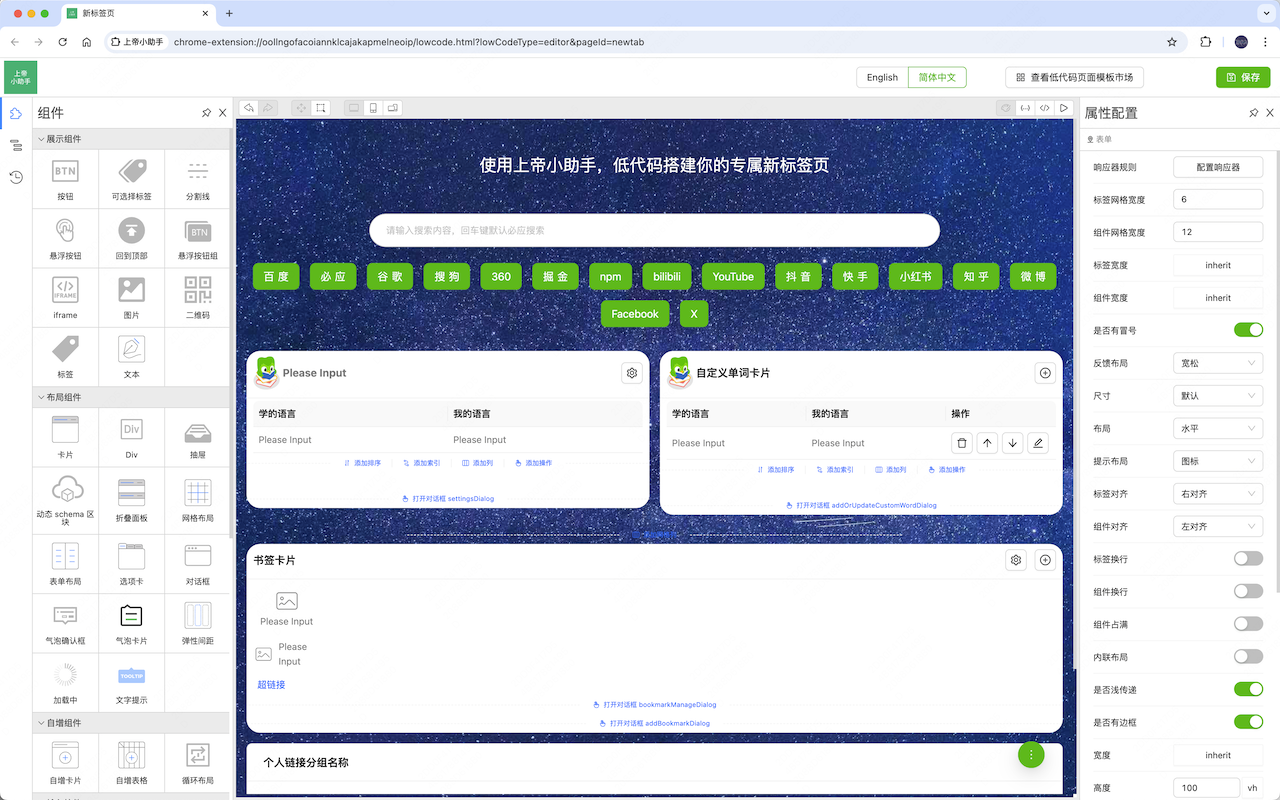 新标签页
上帝小助手
chrome-extension://oollngofacoiannklcajakapmelneoip/lowcode.html?lowCodeType=editor&pageId=newtab
上帝
小助手
English
简体中文
查看低代码页面模板市场
保存
组件
展示组件
BTN
按钮
可选择标签
分割线
悬浮按钮
回到顶部
BTN
悬浮按钮组
IFRAME
iframe
图片
二维码
标签
文本
布局组件
卡片
Div
Div
抽屉
动态 schema 区
块
折叠面板
网格布局
表单布局
选项卡
对话框
气泡确认框
气泡卡片
弹性间距
加载中
TOOLTIP
文字提示
自增组件
自增卡片
自增表格
循环布局
使用上帝小助手，低代码搭建你的专属新标签页
请输入搜索内容，回车键默认必应搜索
百 度
必 应
谷 歌
搜 狗
360
掘 金
npm
bilibili
YouTube
抖 音
快 手
小红书
知 乎
微 博
Facebook
X
Please Input
学的语言
我的语言
Please Input
Please Input
添加排序
添加索引
添加列
添加操作
打开对话框 settingsDialog
自定义单词卡片
学的语言
我的语言
操作
Please Input
Please Input
添加排序
添加索引
添加列
添加操作
打开对话框 addOrUpdateCustomWordDialog
书签卡片
Please Input
Please
Input
超链接
打开对话框 bookmarkManageDialog
打开对话框 addBookmarkDialog
个人链接分组名称
属性配置
表单
响应器规则
配置响应器
标签网格宽度
6
组件网格宽度
12
标签宽度
inherit
组件宽度
inherit
是否有冒号
反馈布局
宽松
尺寸
默认
布局
水平
提示布局
图标
标签对齐
右对齐
组件对齐
左对齐
标签换行
组件换行
组件占满
内联布局
是否浅传递
是否有边框
宽度
inherit
高度
100
vh